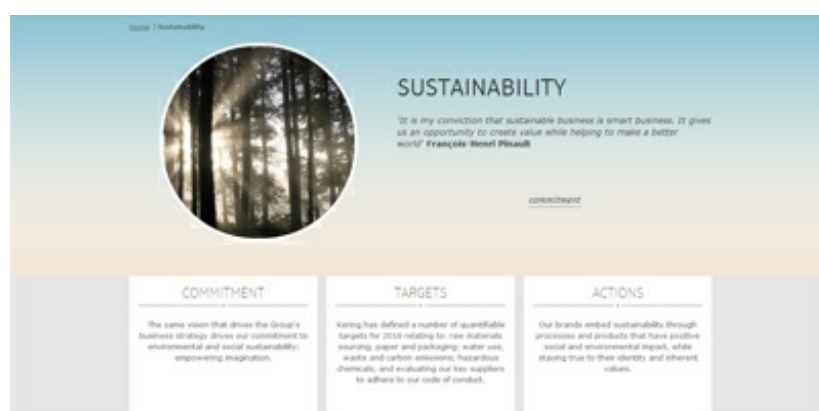 Home | Sustainability
SUSTAINABILITY
'It is my conviction that sustainable business is smart business. It gives
us an opportunity to create value while helping to make a better
world' François-Henri Pinault
commitment
COMMITMENT
The same vision that drives the Group's
business strategy drives our commitment to
environmental and social sustainability:
empowering imagination.
TARGETS
Kering has defined a number of quantifiable
targets for 2016 relating to: raw materials
sourcing; paper and packaging; water use,
waste and carbon emissions; hazardous
chemicals; and evaluating our key suppliers
to adhere to our code of conduct.
ACTIONS
Our brands embed sustainability through
processes and products that have positive
social and environmental impact, while
staying true to their identity and inherent
values.